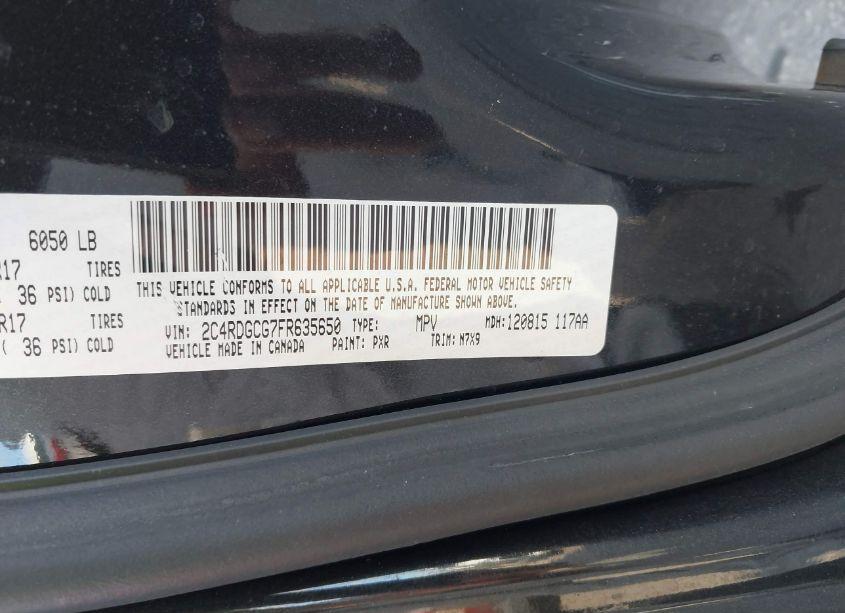 6050 LB
R17 TIRES
36 PSI) COLD
R17 TIRES
( 36 PSI) COLD
THIS VEHICLE CONFORMS TO ALL APPLICABLE U.S.A. FEDERAL MOTOR VEHICLE SAFETY
STANDARDS IN EFFECT ON THE DATE OF MANUFACTURE SHOWN ABOVE.
VIN: 2C4RDGCG7FR635650 TYPE: MPV MDH: 120815 117AA
VEHICLE MADE IN CANADA PAINT: PXR TRIM: N7X9